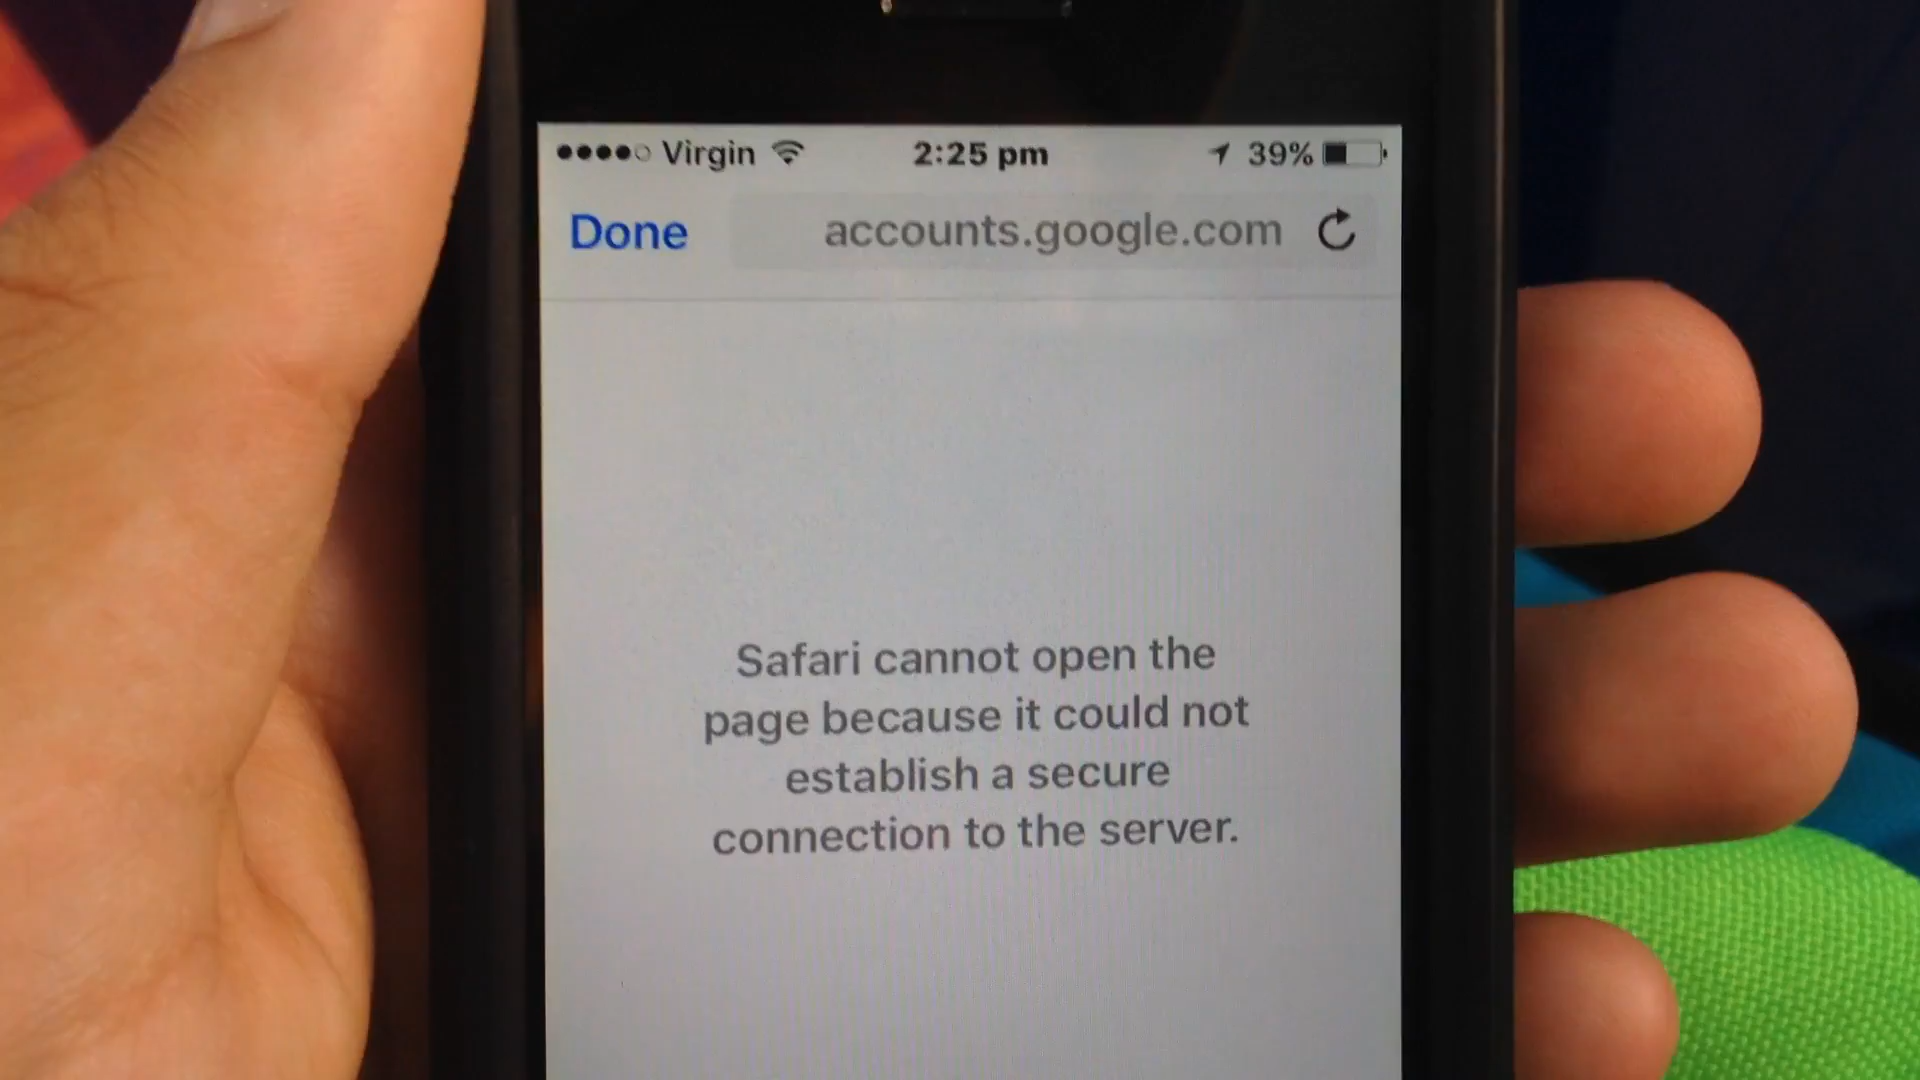 Virgin 2:25 pm 39%
Done accounts.google.com
Safari cannot open the
page because it could not
establish a secure
connection to the server.